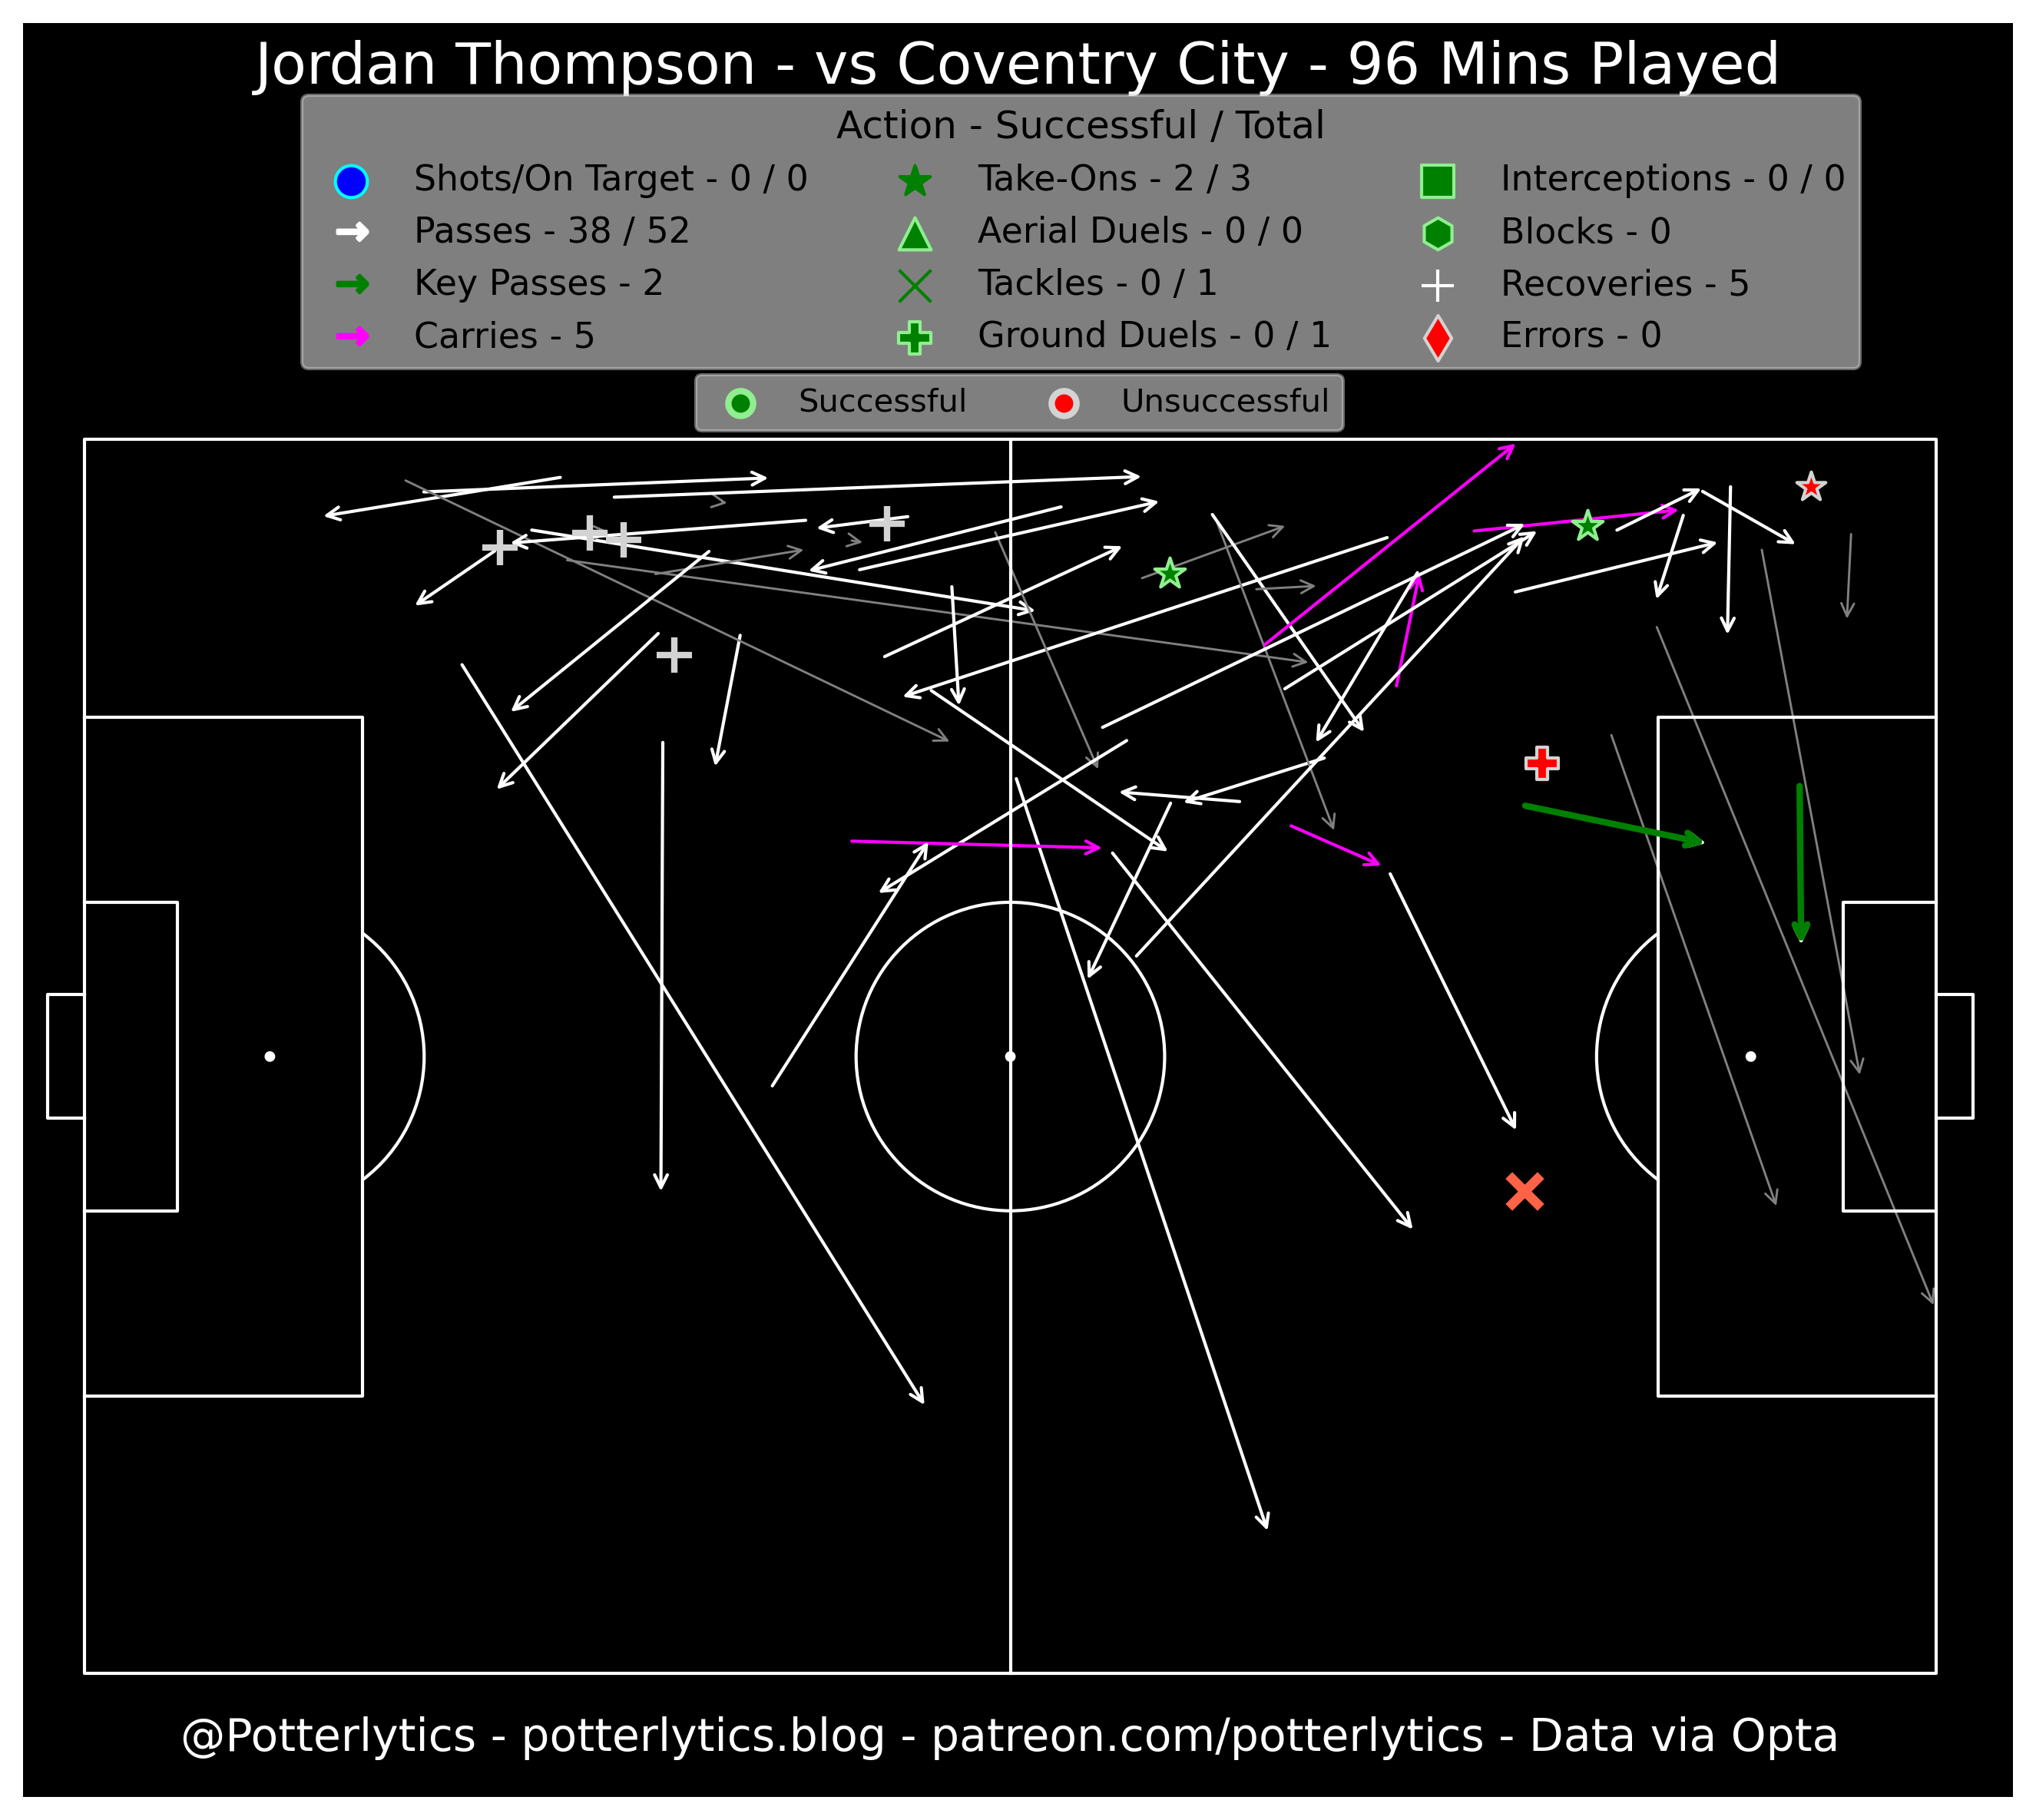 Jordan Thompson - vs Coventry City - 96 Mins Played
Action - Successful / Total
Shots/On Target - 0 / 0
Passes - 38 / 52
Key Passes - 2
Carries - 5
Take-Ons - 2 / 3
Aerial Duels - 0 / 0
Tackles - 0 / 1
Ground Duels - 0 / 1
Interceptions - 0 / 0
Blocks - 0
Recoveries - 5
Errors - 0
Successful
Unsuccessful
@Potterlytics - potterlytics.blog - patreon.com/potterlytics - Data via Opta